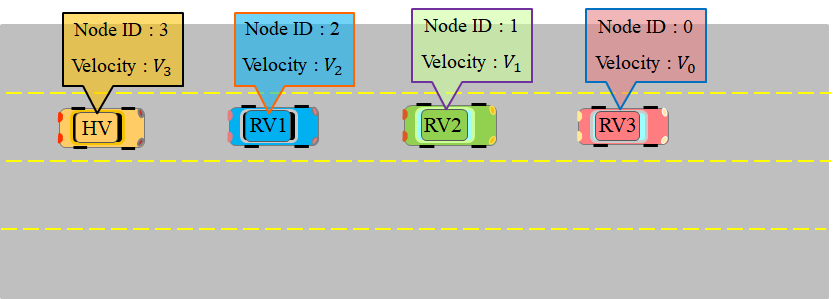 Node ID : 3
Velocity : V₃
Node ID : 2
Velocity : V₂
Node ID : 1
Velocity : V₁
Node ID : 0
Velocity : V₀
HV
RV1
RV2
RV3